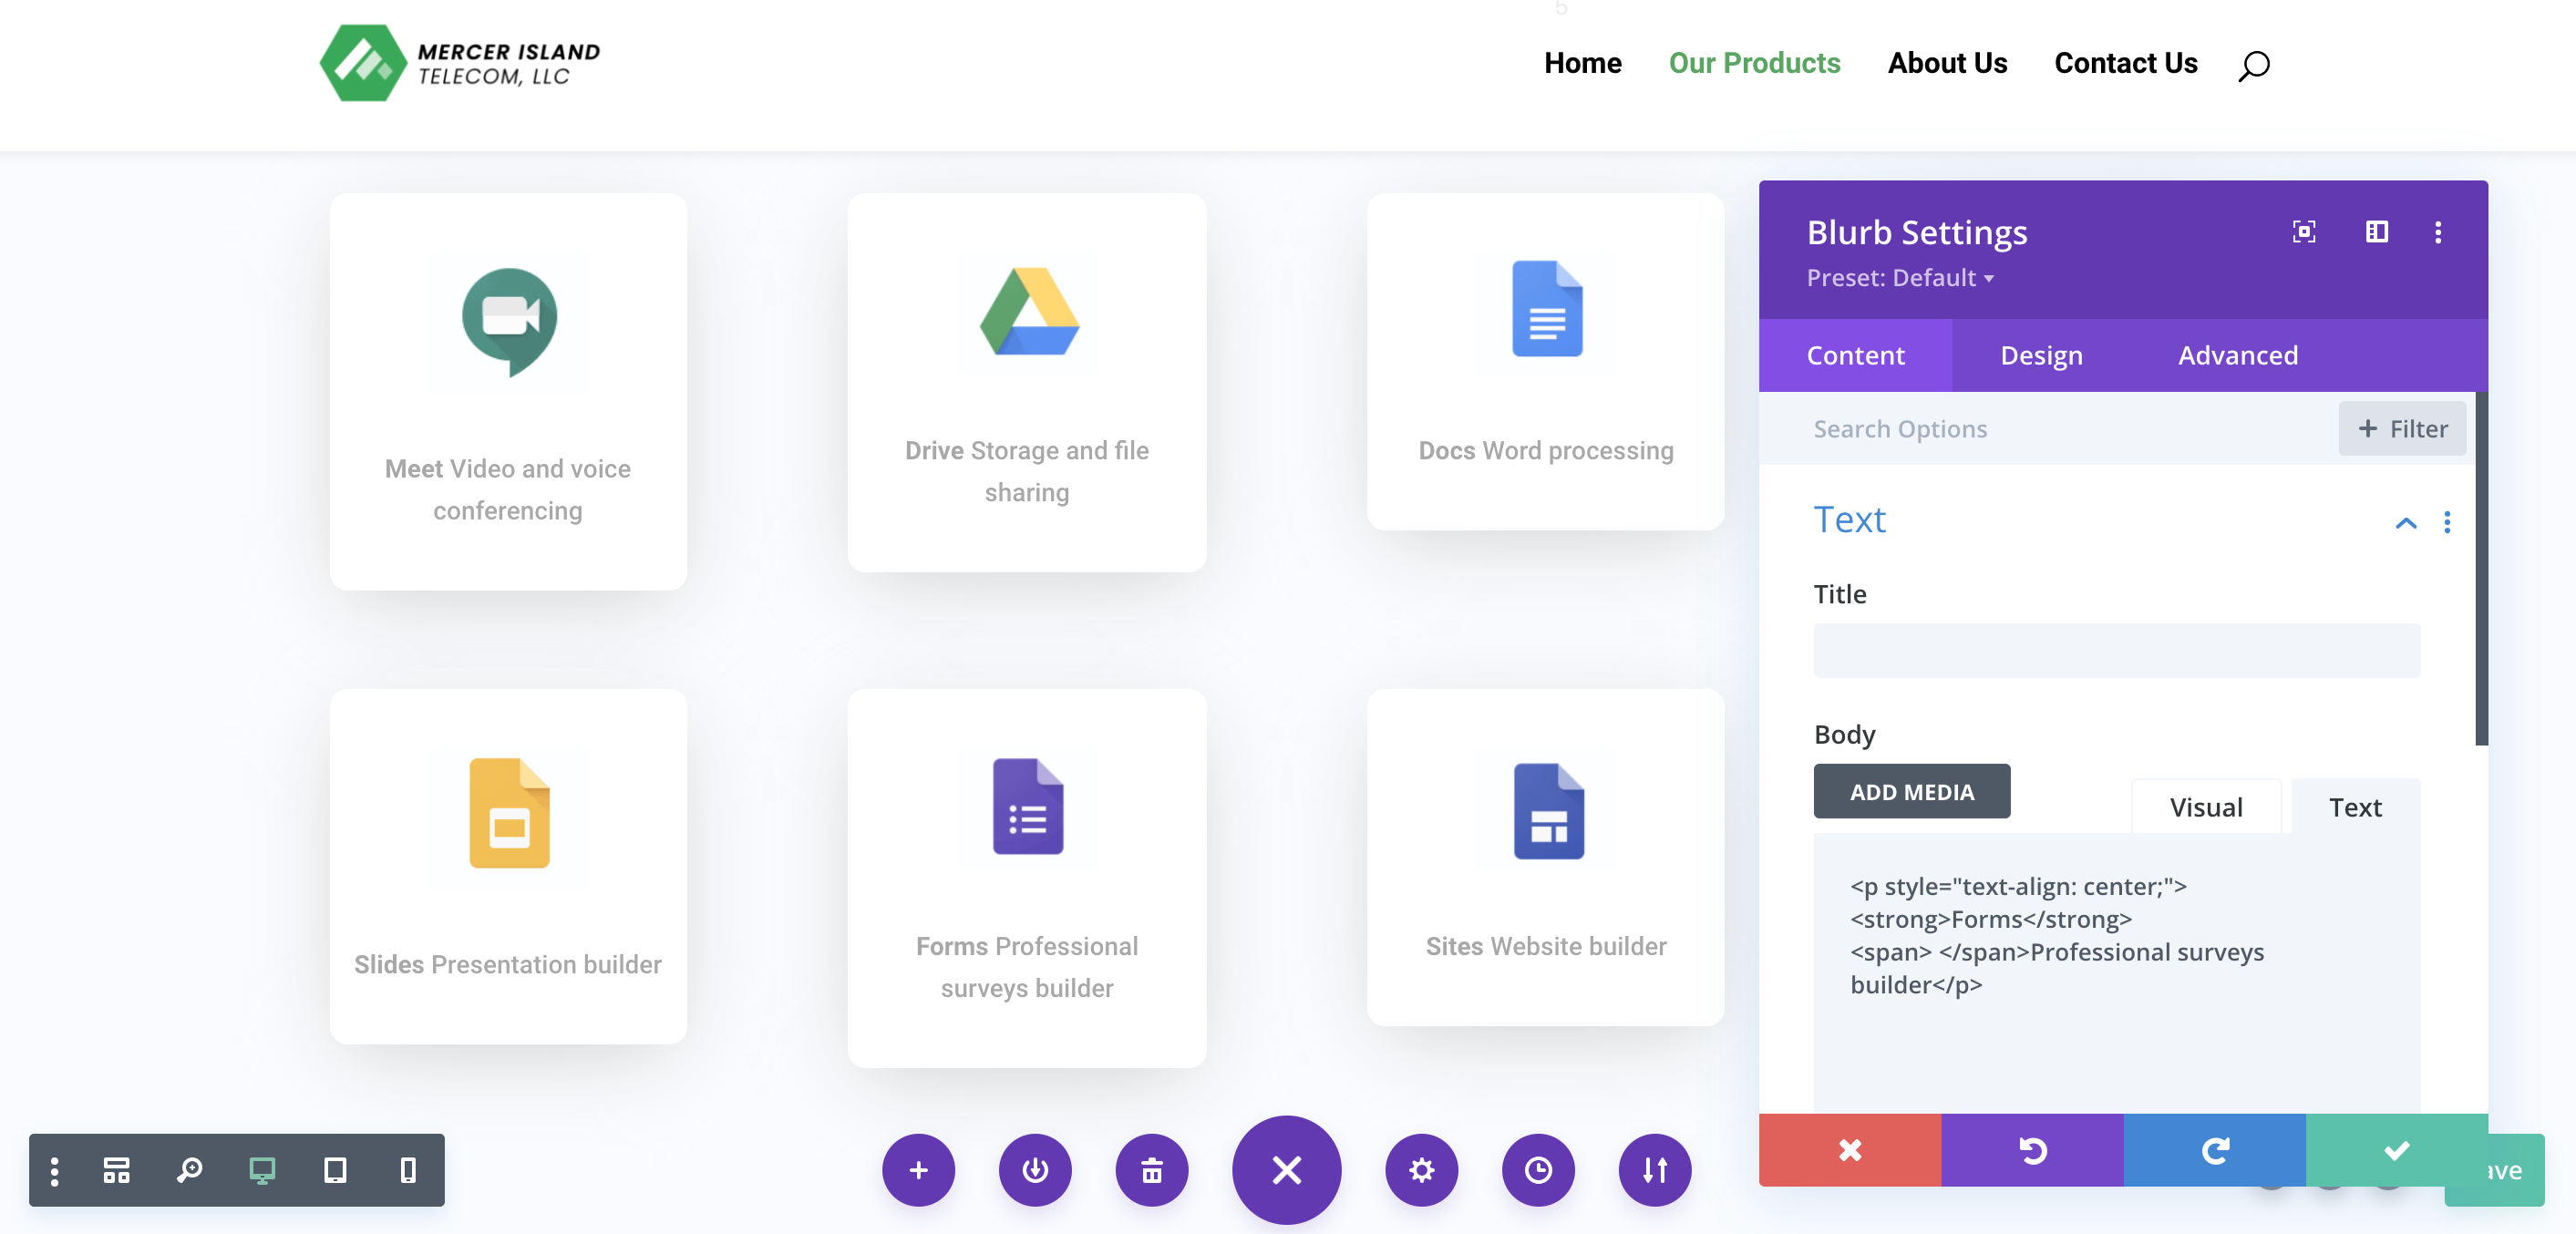 5
MERCER ISLAND
TELECOM, LLC
Home Our Products About Us Contact Us
Meet Video and voice
conferencing
Drive Storage and file
sharing
Docs Word processing
Slides Presentation builder
Forms Professional
surveys builder
Sites Website builder
Blurb Settings
Preset: Default
Content Design Advanced
Search Options
+ Filter
Text
Title
Body
ADD MEDIA
Visual Text
<p style="text-align: center;">
<strong>Forms</strong>
<span> </span>Professional surveys
builder</p>
ave